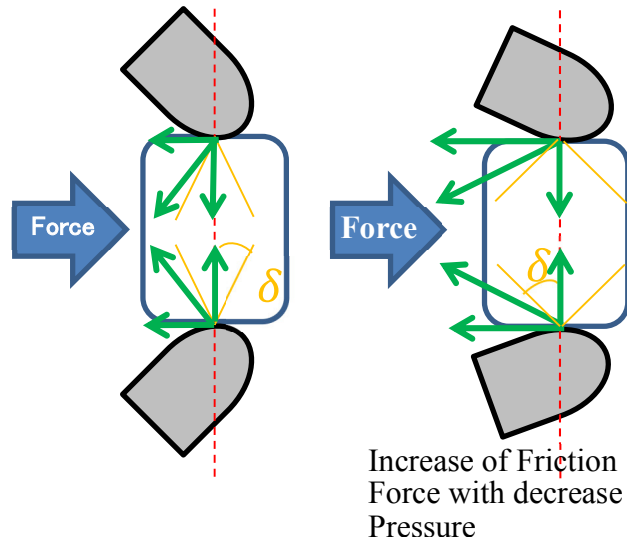 Force
δ
Force
δ
Increase of Friction
Force with decrease
Pressure